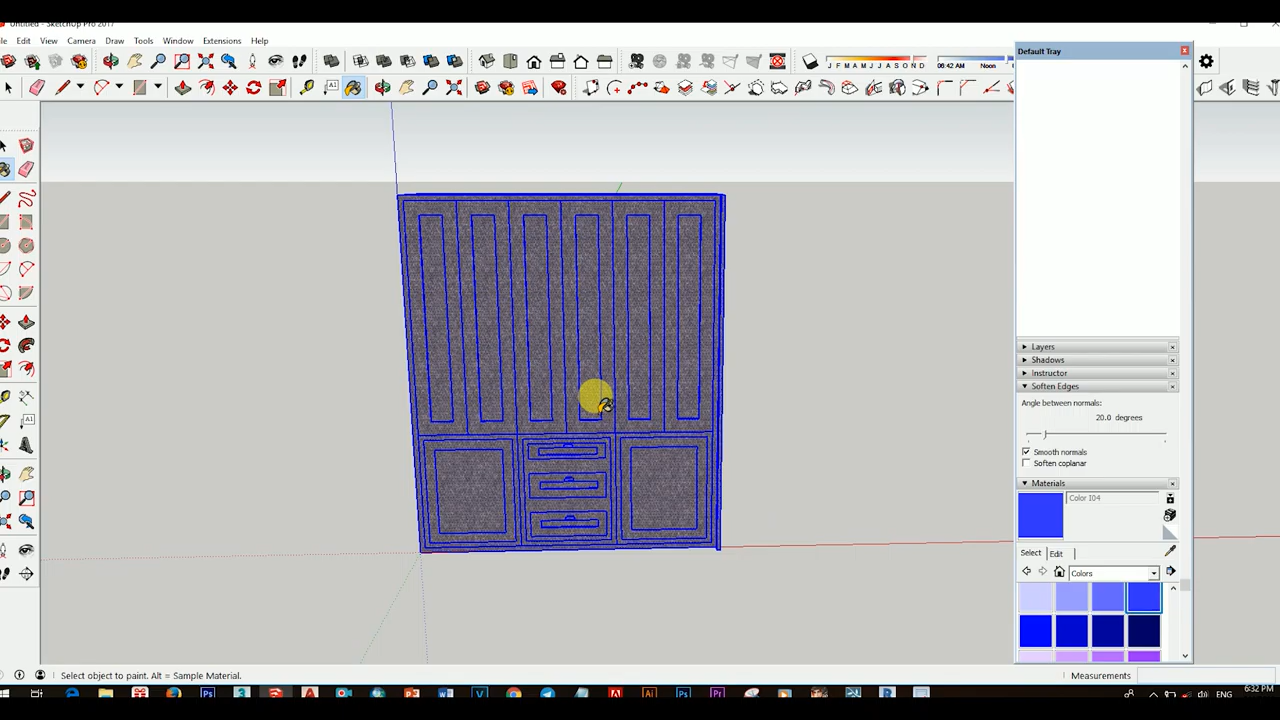 Untitled - SketchUp Pro 2017
Edit View Camera Draw Tools Window Extensions Help
J F M A M J J A S O N D 06:42 AM Noon
Default Tray
Layers
Shadows
Instructor
Soften Edges
Angle between normals:
20.0 degrees
Smooth normals
Soften coplanar
Materials
Color I04
Select Edit
Colors
Select object to paint. Alt = Sample Material.
Measurements
ENG
6:32 PM